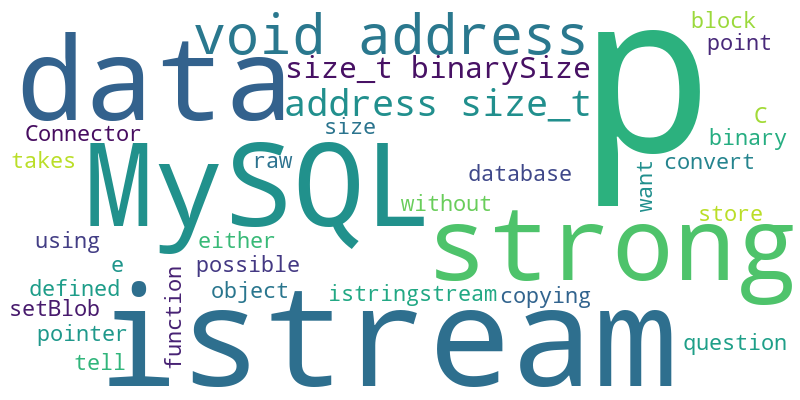 block
void address
p
point
data
size_t binarySize
address size_t
C
Connector
size
binary
takes
MySQL
raw
database
want
convert
without
store
strong
using
either
e
possible
function
defined
object
istringstream
copying
setBlob
istream
pointer
question
tell